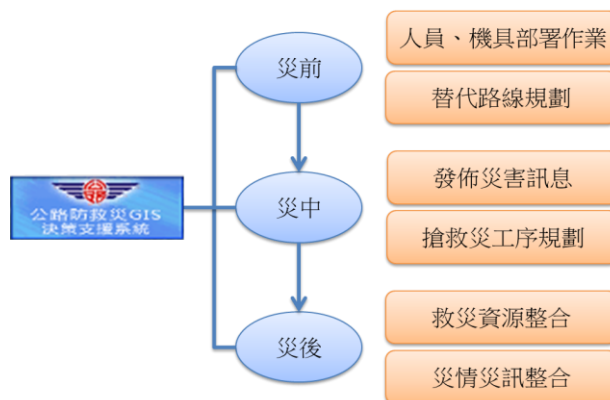 人員、機具部署作業
災前
替代路線規劃
公路防救災GIS
決策支援系統
發佈災害訊息
災中
搶救災工序規劃
救災資源整合
災後
災情災訊整合